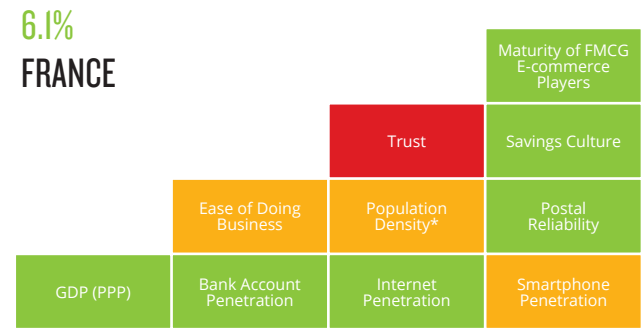 6.1%
FRANCE
Maturity of FMCG
E-commerce
Players
Trust
Savings Culture
Ease of Doing
Business
Population
Density*
Postal
Reliability
GDP (PPP)
Bank Account
Penetration
Internet
Penetration
Smartphone
Penetration